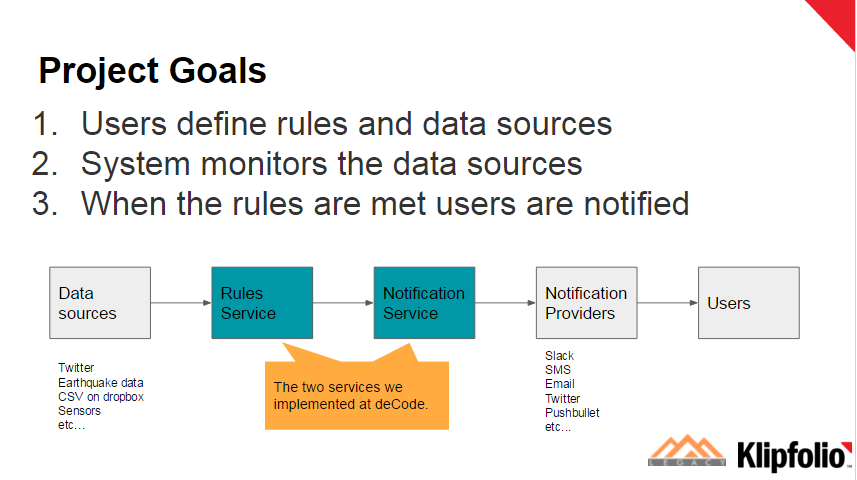 Project Goals
1. Users define rules and data sources
2. System monitors the data sources
3. When the rules are met users are notified
Data
sources
Rules
Service
Notification
Service
Notification
Providers
Users
Twitter
Earthquake data
CSV on dropbox
Sensors
etc...
The two services we
implemented at deCode.
Slack
SMS
Email
Twitter
Pushbullet
etc...
LEGACY
Klipfolio